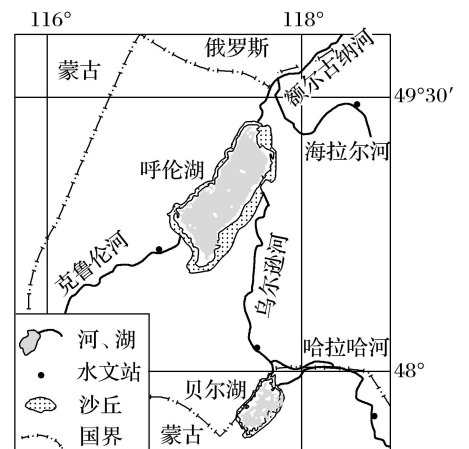 116°
118°
俄罗斯
额尔古纳河
蒙古
49°30′
海拉尔河
呼伦湖
克鲁伦河
乌尔逊河
哈拉哈河
48°
贝尔湖
蒙古
河、湖
水文站
沙丘
国界